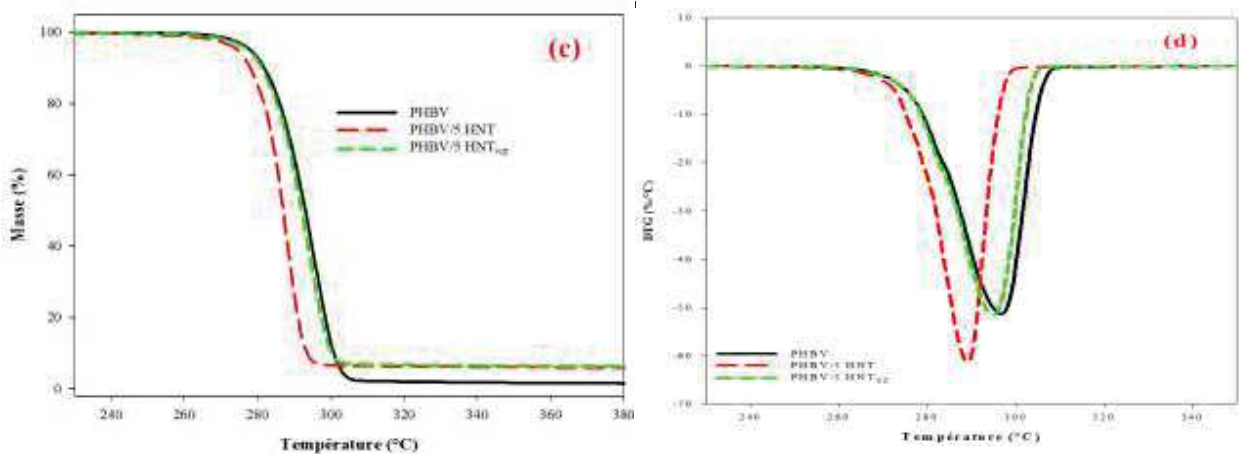 (c)
100
80
60
40
20
0
Masse (%)
PHBV
PHBV/5 HNT
PHBV/5 HNT
240 260 280 300 320 340 360 380
Température (°C)
(d)
10
0
-10
-20
-30
-40
-50
-60
-70
DTG (%/°C)
PHBV
PHBV/5 HNT
PHBV/5 HNT
240 260 280 300 320 340
Température (°C)